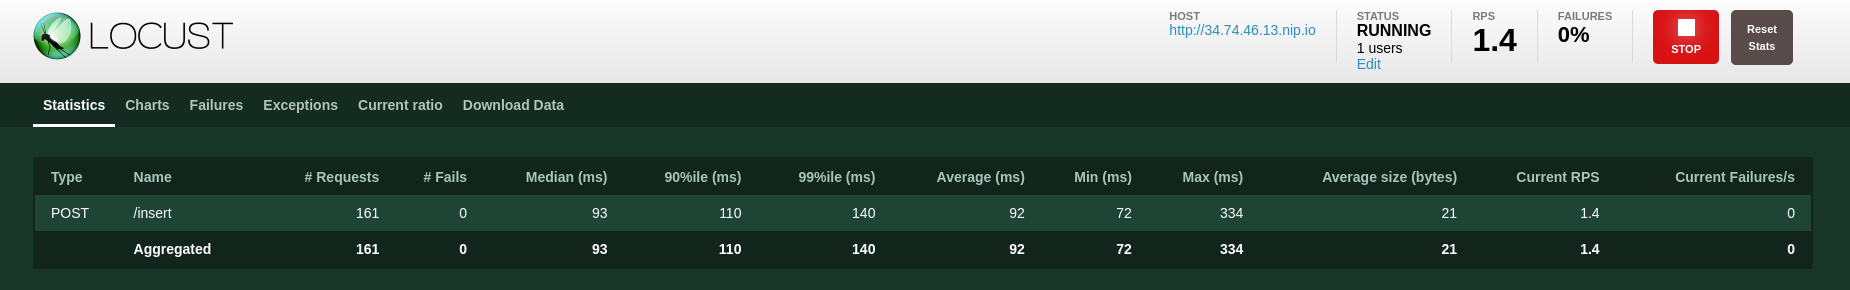 LOCUST
HOST
http://34.74.46.13.nip.io
STATUS
RUNNING
1 users
Edit
RPS
1.4
FAILURES
0%
STOP
Reset
Stats
Statistics Charts Failures Exceptions Current ratio Download Data
Type Name # Requests # Fails Median (ms) 90%ile (ms) 99%ile (ms) Average (ms) Min (ms) Max (ms) Average size (bytes) Current RPS Current Failures/s
POST /insert 161 0 93 110 140 92 72 334 21 1.4 0
Aggregated 161 0 93 110 140 92 72 334 21 1.4 0